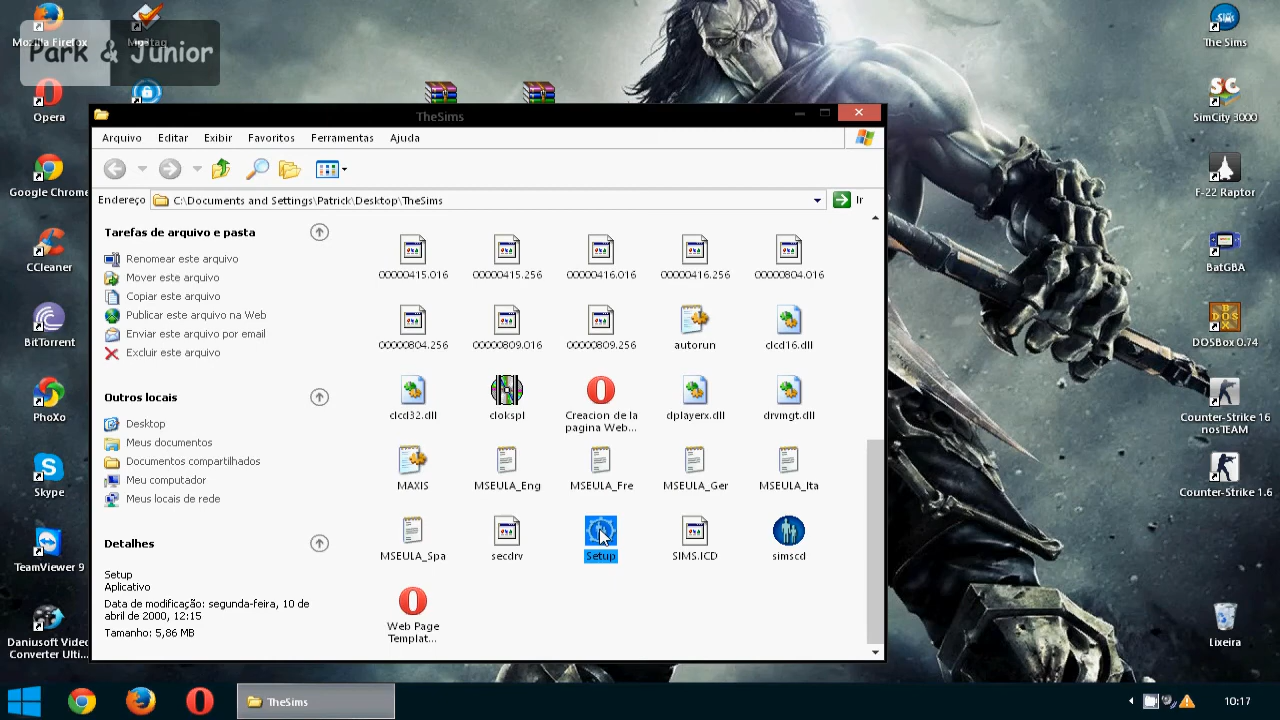 Mozilla Firefox
Mp3tag
Park & Junior
The Sims
Opera
SimCity 3000
Google Chrome
F-22 Raptor
CCleaner
BatGBA
BitTorrent
DOSBox 0.74
PhoXo
Counter-Strike 16
nosTEAM
Skype
Counter-Strike 1.6
TeamViewer 9
Daniusoft Video
Converter Ulti...
Lixeira
TheSims
Arquivo Editar Exibir Favoritos Ferramentas Ajuda
Endereço C:\Documents and Settings\Patrick\Desktop\TheSims Ir
Tarefas de arquivo e pasta
Renomear este arquivo
Mover este arquivo
Copiar este arquivo
Publicar este arquivo na Web
Enviar este arquivo por email
Excluir este arquivo
Outros locais
Desktop
Meus documentos
Documentos compartilhados
Meu computador
Meus locais de rede
Detalhes
Setup
Aplicativo
Data de modificação: segunda-feira, 10 de
abril de 2000, 12:15
Tamanho: 5,86 MB
00000415.016 00000415.256 00000416.016 00000416.256 00000804.016
00000804.256 00000809.016 00000809.256 autorun clcd16.dll
clcd32.dll clokspl Creacion de la
pagina Web... dplayerx.dll drvmgt.dll
MAXIS MSEULA_Eng MSEULA_Fre MSEULA_Ger MSEULA_Ita
MSEULA_Spa secdrv Setup SIMS.ICD simscd
Web Page
Templat...
TheSims
10:17